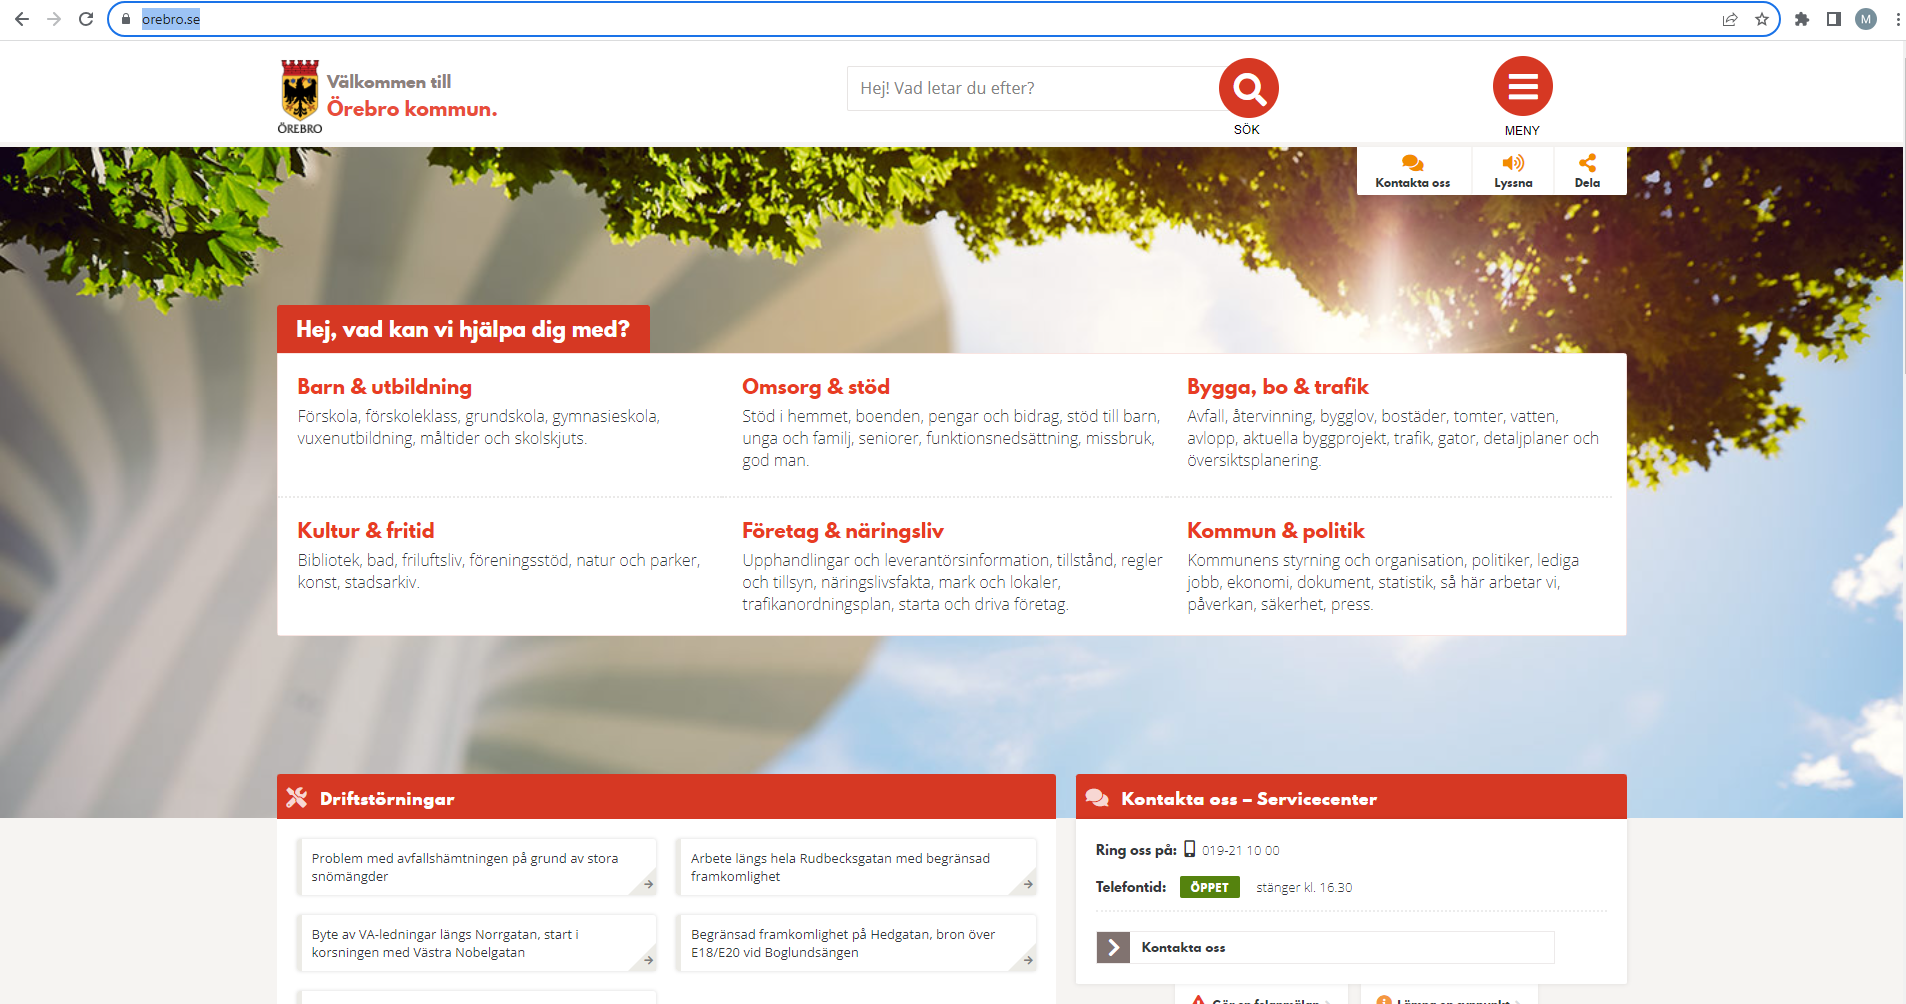 orebro.se
M
Välkommen till
Örebro kommun.
ÖREBRO
Hej! Vad letar du efter?
SÖK
MENY
Kontakta oss
Lyssna
Dela
Hej, vad kan vi hjälpa dig med?
Barn & utbildning
Förskola, förskoleklass, grundskola, gymnasieskola,
vuxenutbildning, måltider och skolskjuts.
Omsorg & stöd
Stöd i hemmet, boenden, pengar och bidrag, stöd till barn,
unga och familj, seniorer, funktionsnedsättning, missbruk,
god man.
Bygga, bo & trafik
Avfall, återvinning, bygglov, bostäder, tomter, vatten,
avlopp, aktuella byggprojekt, trafik, gator, detaljplaner och
översiktsplanering.
Kultur & fritid
Bibliotek, bad, friluftsliv, föreningsstöd, natur och parker,
konst, stadsarkiv.
Företag & näringsliv
Upphandlingar och leverantörsinformation, tillstånd, regler
och tillsyn, näringslivsfakta, mark och lokaler,
trafikanordningsplan, starta och driva företag.
Kommun & politik
Kommunens styrning och organisation, politiker, lediga
jobb, ekonomi, dokument, statistik, så här arbetar vi,
påverkan, säkerhet, press.
Driftstörningar
Problem med avfallshämtningen på grund av stora
snömängder
Arbete längs hela Rudbecksgatan med begränsad
framkomlighet
Byte av VA-ledningar längs Norrgatan, start i
korsningen med Västra Nobelgatan
Begränsad framkomlighet på Hedgatan, bron över
E18/E20 vid Boglundsängen
Kontakta oss – Servicecenter
Ring oss på: 019-21 10 00
Telefontid: ÖPPET stänger kl. 16.30
Kontakta oss